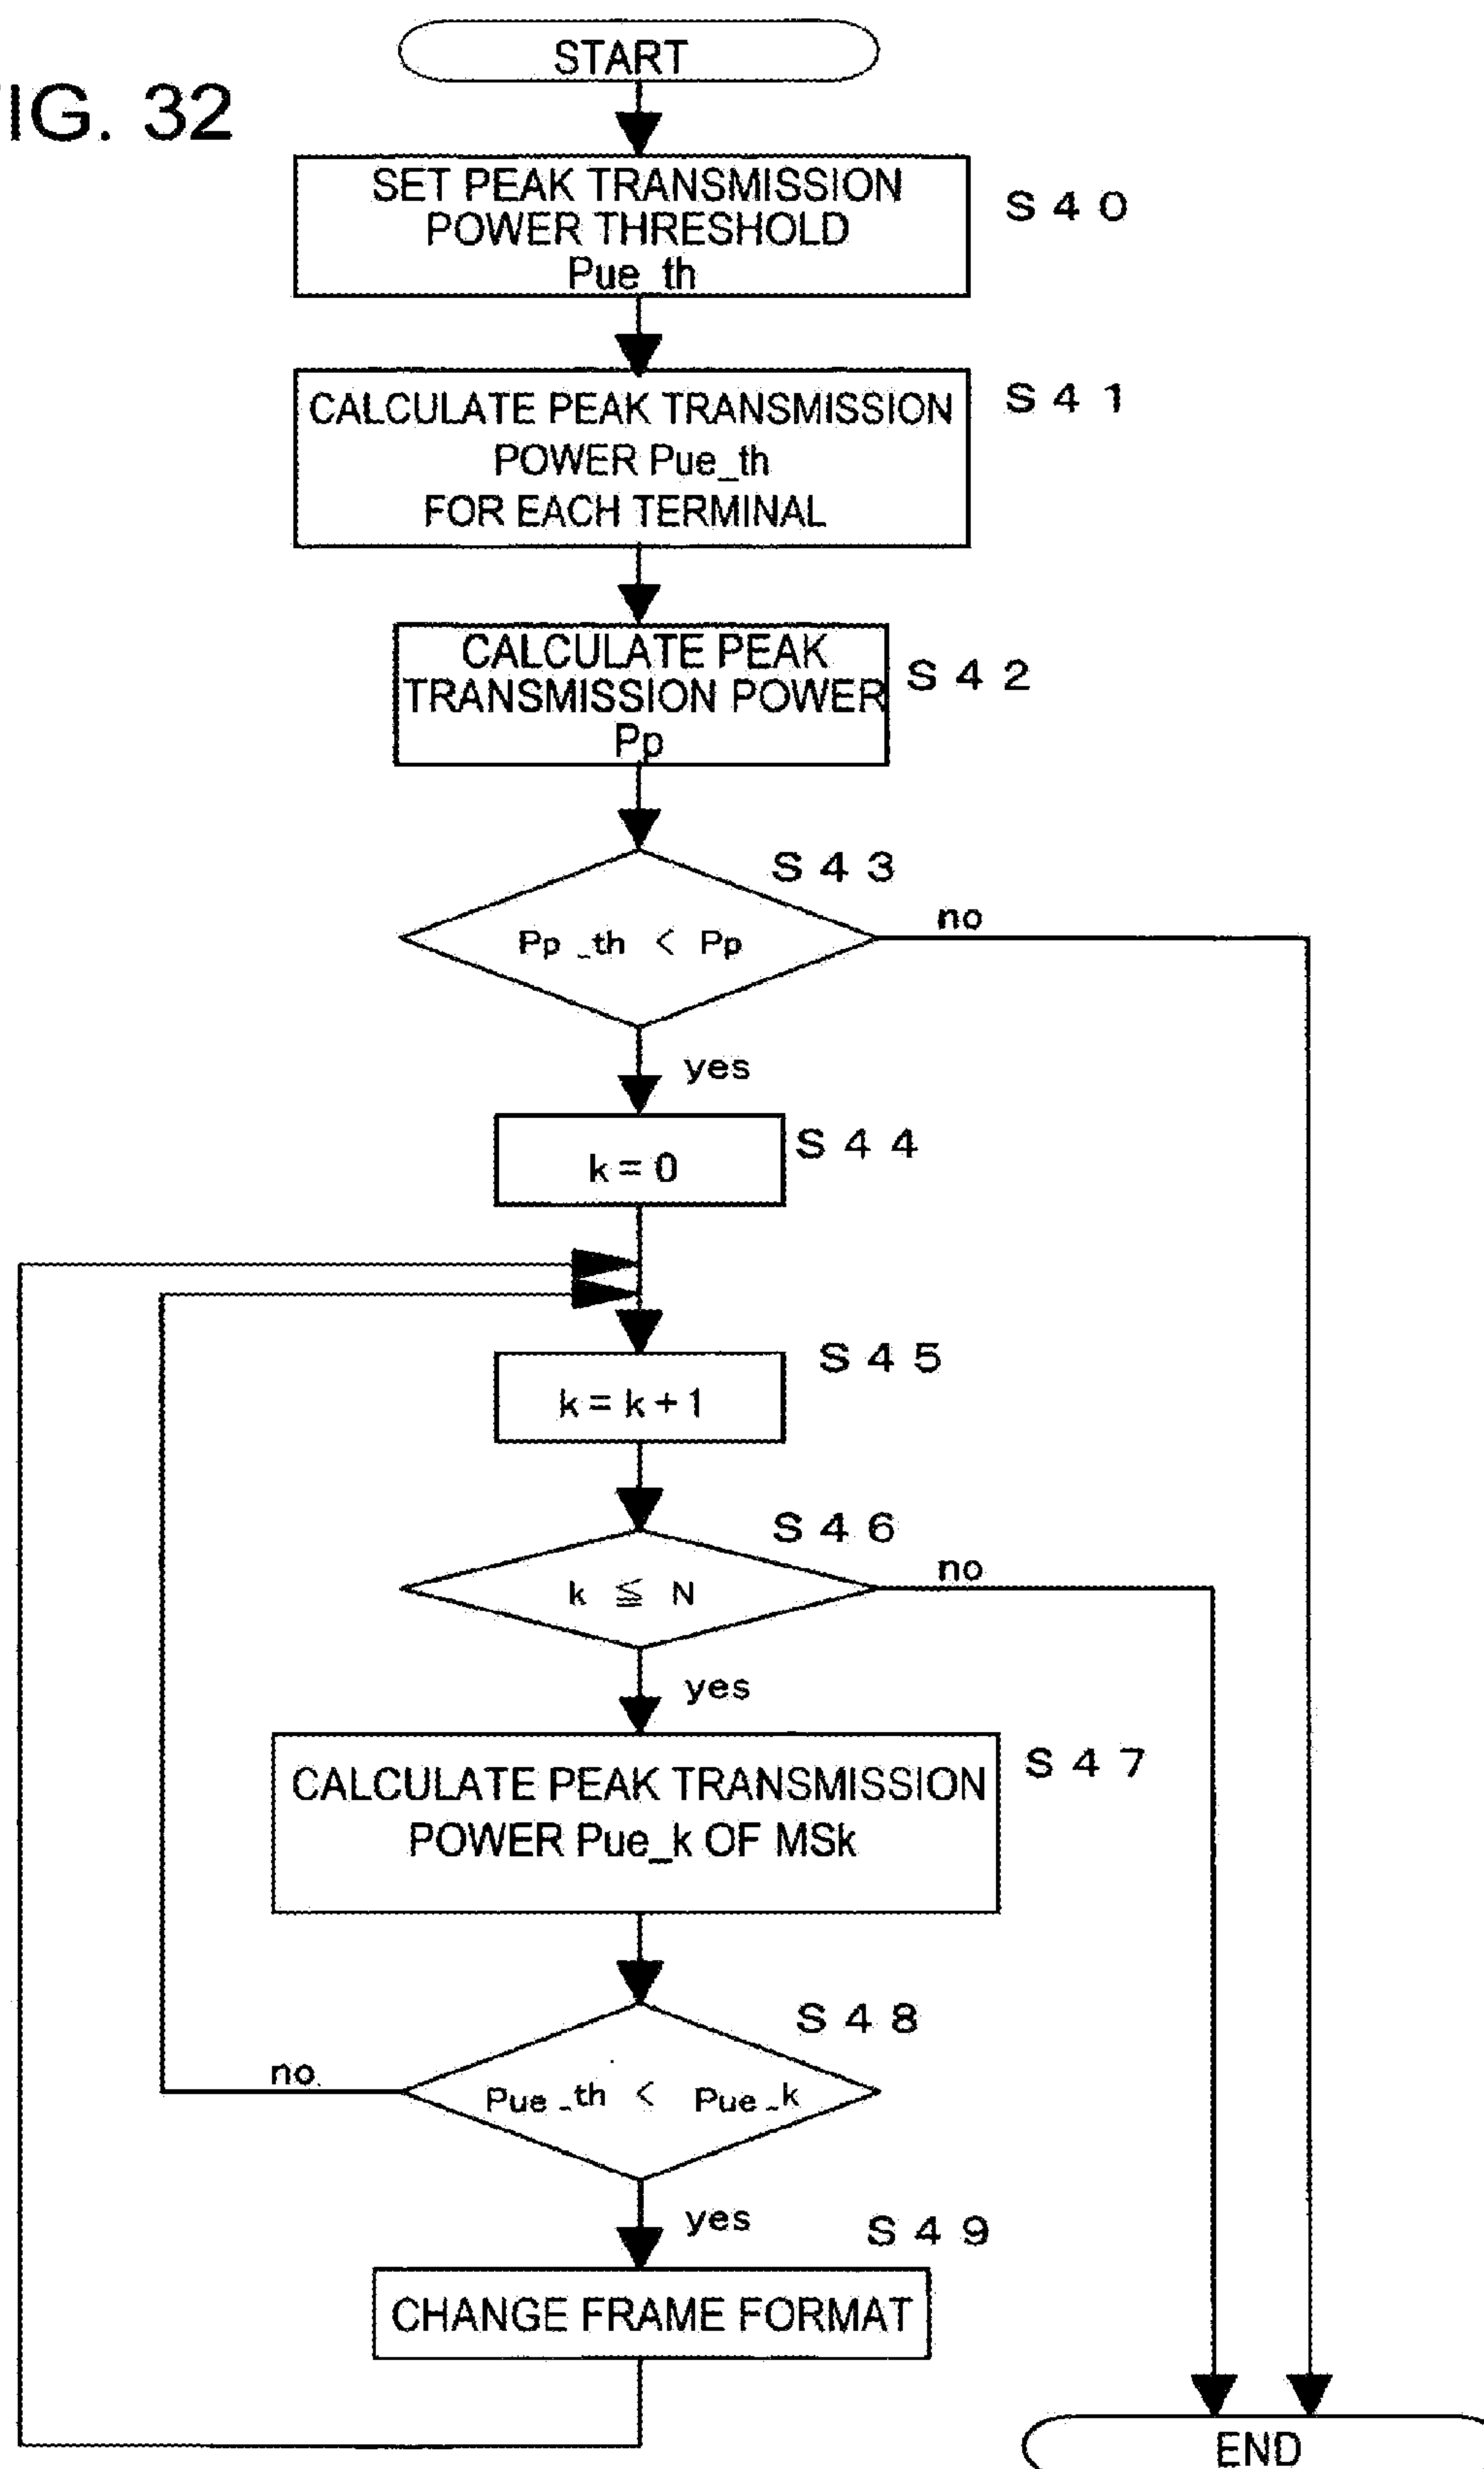 IG. 32
START
SET PEAK TRANSMISSION
POWER THRESHOLD
Pue_th
S40
CALCULATE PEAK TRANSMISSION
POWER Pue_th
FOR EACH TERMINAL
S41
CALCULATE PEAK
TRANSMISSION POWER
Pp
S42
S43
Pp_th < Pp
no
yes
k = 0
S44
S45
k = k + 1
S46
k ≦ N
no
yes
CALCULATE PEAK TRANSMISSION
POWER Pue_k OF MSk
S47
S48
Pue_th < Pue_k
no
yes
S49
CHANGE FRAME FORMAT
END